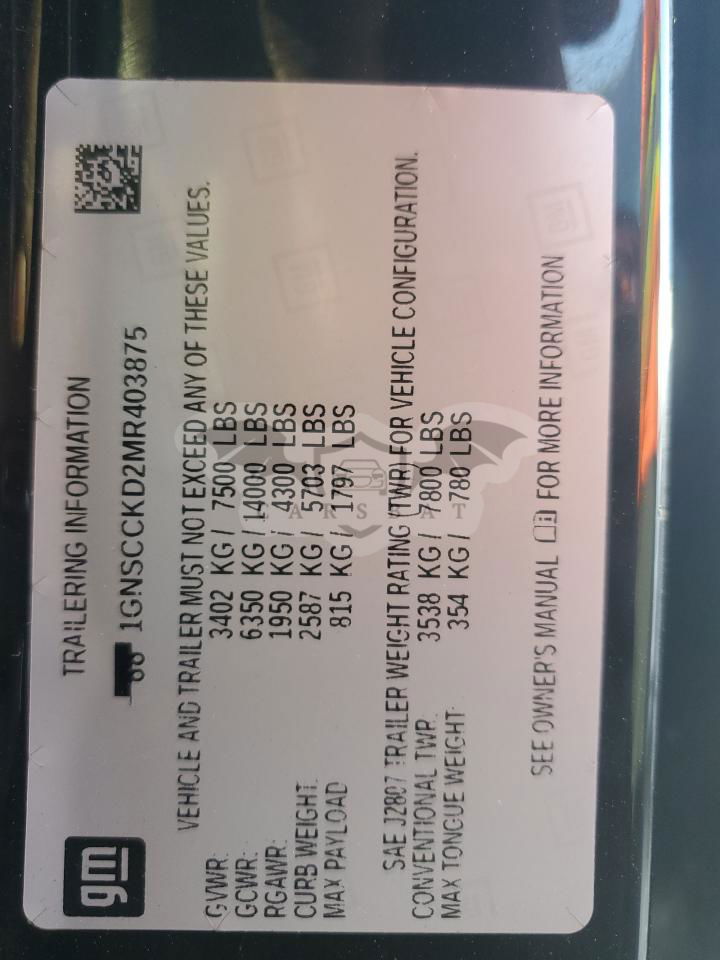 gm
TRAILERING INFORMATION
1GNSCCKD2MR403875
VEHICLE AND TRAILER MUST NOT EXCEED ANY OF THESE VALUES.
GVWR: 3402 KG / 7500 LBS
GCWR: 6350 KG / 14000 LBS
RGAWR: 1950 KG / 4300 LBS
CURB WEIGHT: 2587 KG / 5703 LBS
MAX PAYLOAD 815 KG / 1797 LBS
SAE J2807 TRAILER WEIGHT RATING (TWR) FOR VEHICLE CONFIGURATION.
CONVENTIONAL TWR: 3538 KG / 7800 LBS
MAX TONGUE WEIGHT: 354 KG / 780 LBS
SEE OWNER'S MANUAL FOR MORE INFORMATION